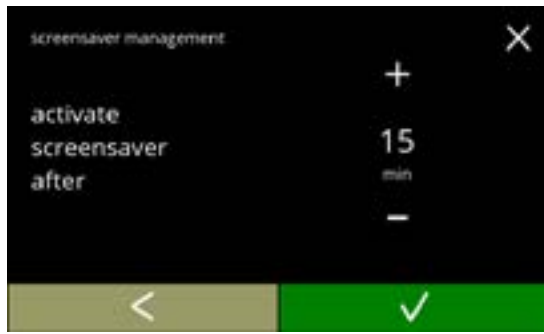 screensaver management
+
activate
screensaver
after
15
min
-
<